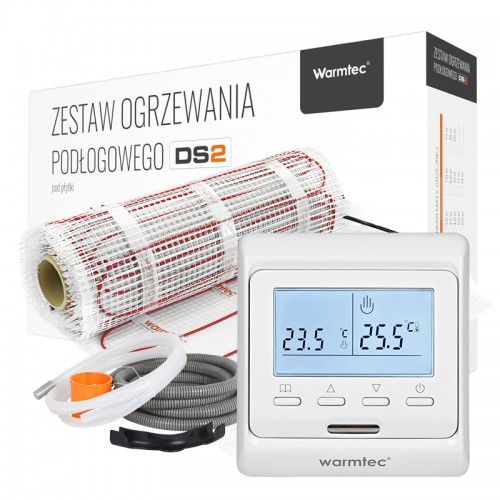 Warmtec®
ZESTAW OGRZEWANIA
PODŁOGOWEGO DS2
pod płytki
warmtec
23.5 °C 25.5 °C
warmtec®